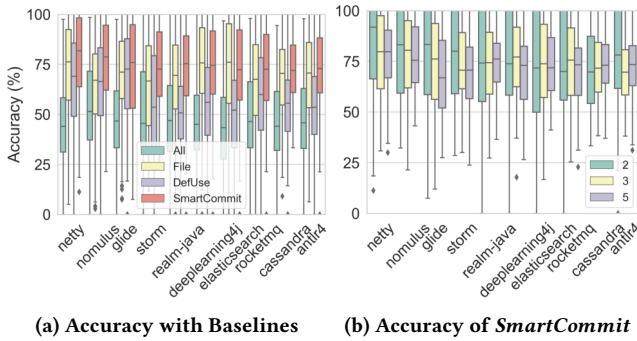 100
75
50
25
0
Accuracy (%)
All
File
DefUse
SmartCommit
netty
nomulus
glide
storm
realm-java
deeplearning4j
elasticsearch
rocketmq
cassandra
antlr4
(a) Accuracy with Baselines
100
75
50
25
0
2
3
5
netty
nomulus
glide
storm
realm-java
deeplearning4j
elasticsearch
rocketmq
cassandra
antlr4
(b) Accuracy of SmartCommit